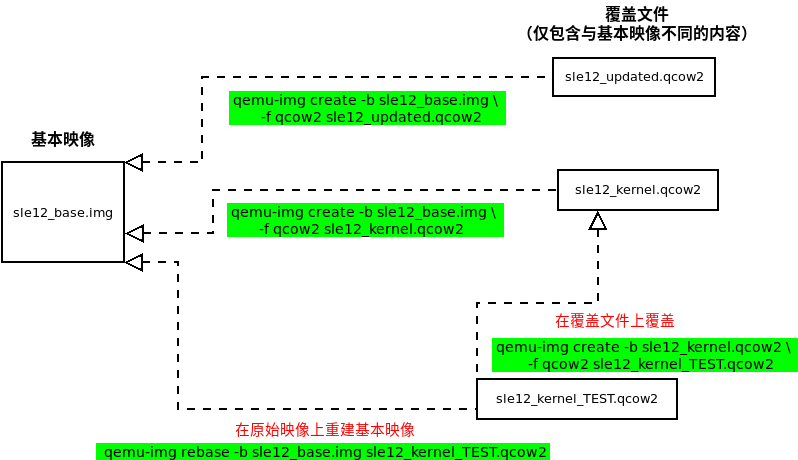 覆盖文件
（仅包含与基本映像不同的内容）
sle12_updated.qcow2
qemu-img create -b sle12_base.img \
-f qcow2 sle12_updated.qcow2
基本映像
sle12_base.img
sle12_kernel.qcow2
qemu-img create -b sle12_base.img \
-f qcow2 sle12_kernel.qcow2
在覆盖文件上覆盖
qemu-img create -b sle12_kernel.qcow2 \
-f qcow2 sle12_kernel_TEST.qcow2
sle12_kernel_TEST.qcow2
在原始映像上重建基本映像
qemu-img rebase -b sle12_base.img sle12_kernel_TEST.qcow2